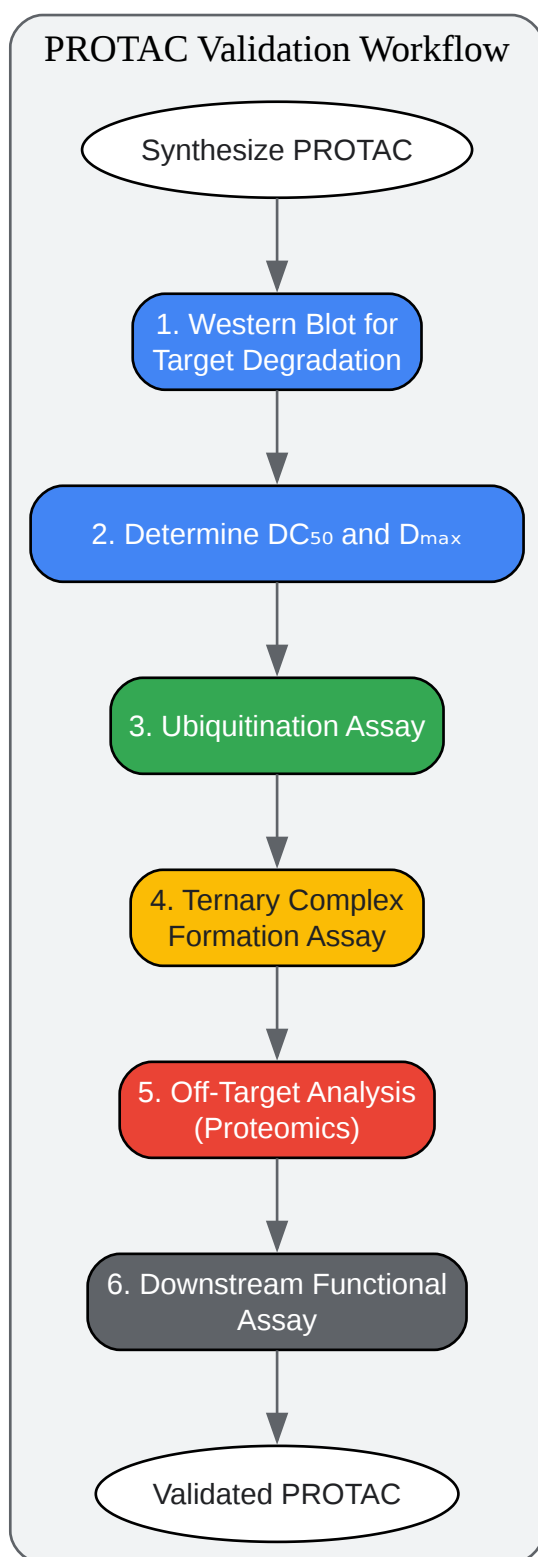 PROTAC Validation Workflow
Synthesize PROTAC
1. Western Blot for
Target Degradation
2. Determine DC₅₀ and Dₘₐₓ
3. Ubiquitination Assay
4. Ternary Complex
Formation Assay
5. Off-Target Analysis
(Proteomics)
6. Downstream Functional
Assay
Validated PROTAC